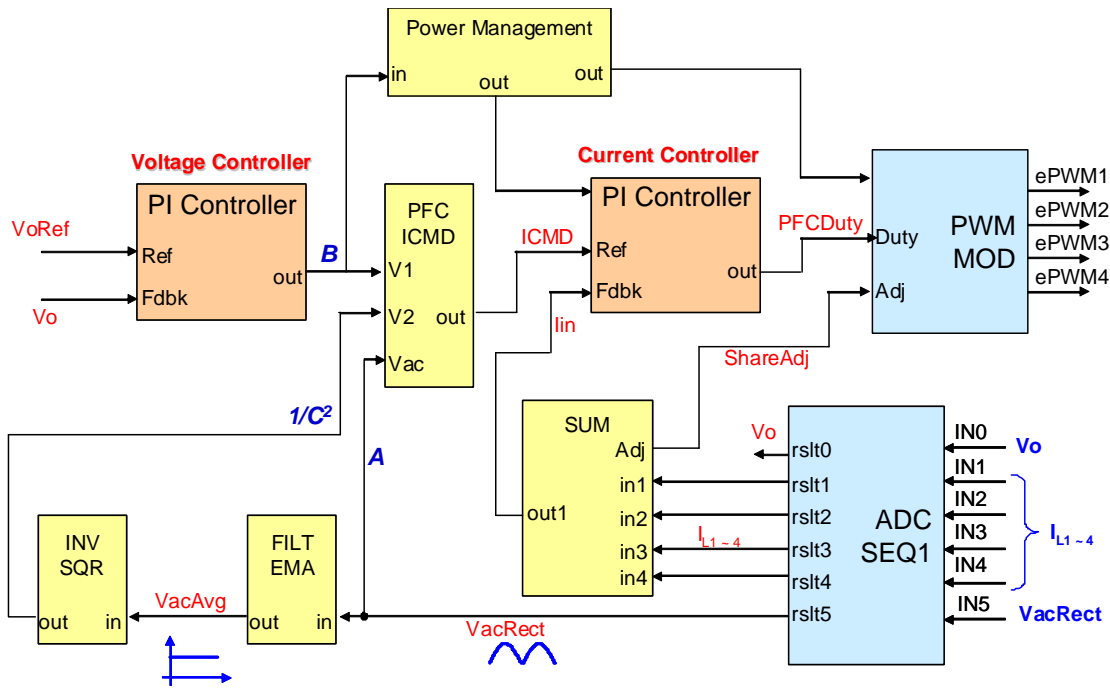 Power Management
in
out
out
Voltage Controller
PI Controller
VoRef
Ref
out
Fdbk
Vo
B
PFC
ICMD
V1
V2
out
Vac
ICMD
Current Controller
PI Controller
Ref
out
Fdbk
Iin
PFCDuty
Duty
PWM
MOD
Adj
ePWM1
ePWM2
ePWM3
ePWM4
ShareAdj
1/C²
A
SUM
Adj
in1
in2
in3
in4
out1
I L1 ~ 4
Vo
rslt0
rslt1
rslt2
rslt3
rslt4
rslt5
ADC
SEQ1
IN0
Vo
IN1
IN2
IN3
IN4
I L1 ~ 4
IN5
VacRect
INV
SQR
out
in
VacAvg
FILT
EMA
out
in
VacRect